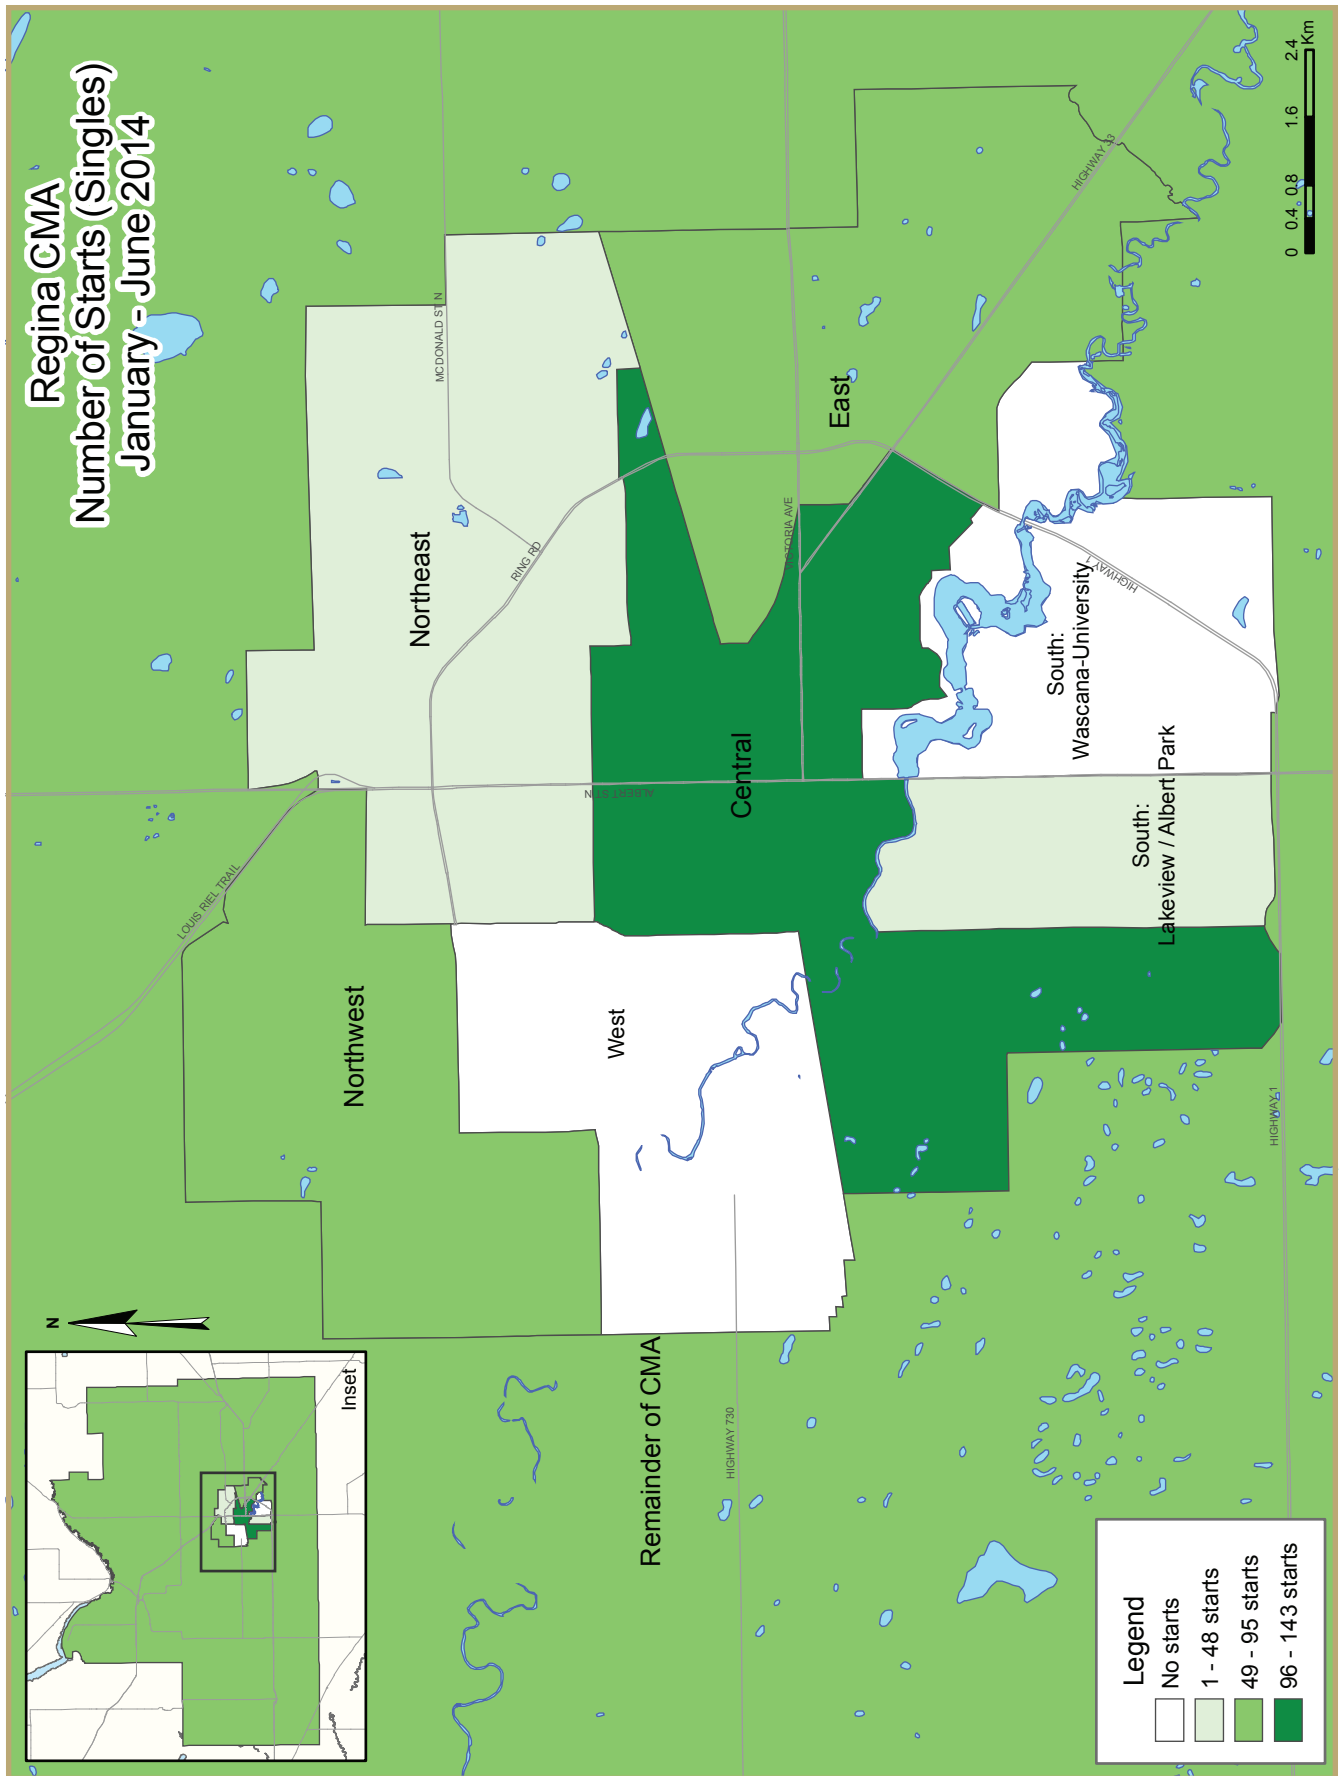 Regina CMA
Number of Starts (Singles)
January - June 2014
N
Inset
LOUIS RIEL TRAIL
MCDONALD ST N
RING RD
Northwest
Northeast
West
ALBERT ST N
Central
VICTORIA AVE
East
HIGHWAY 33
Remainder of CMA
HIGHWAY 730
South:
Wascana-University
HIGHWAY 1
South:
Lakeview / Albert Park
HIGHWAY 1
Legend
No starts
1 - 48 starts
49 - 95 starts
96 - 143 starts
0 0.4 0.8 1.6 2.4
Km